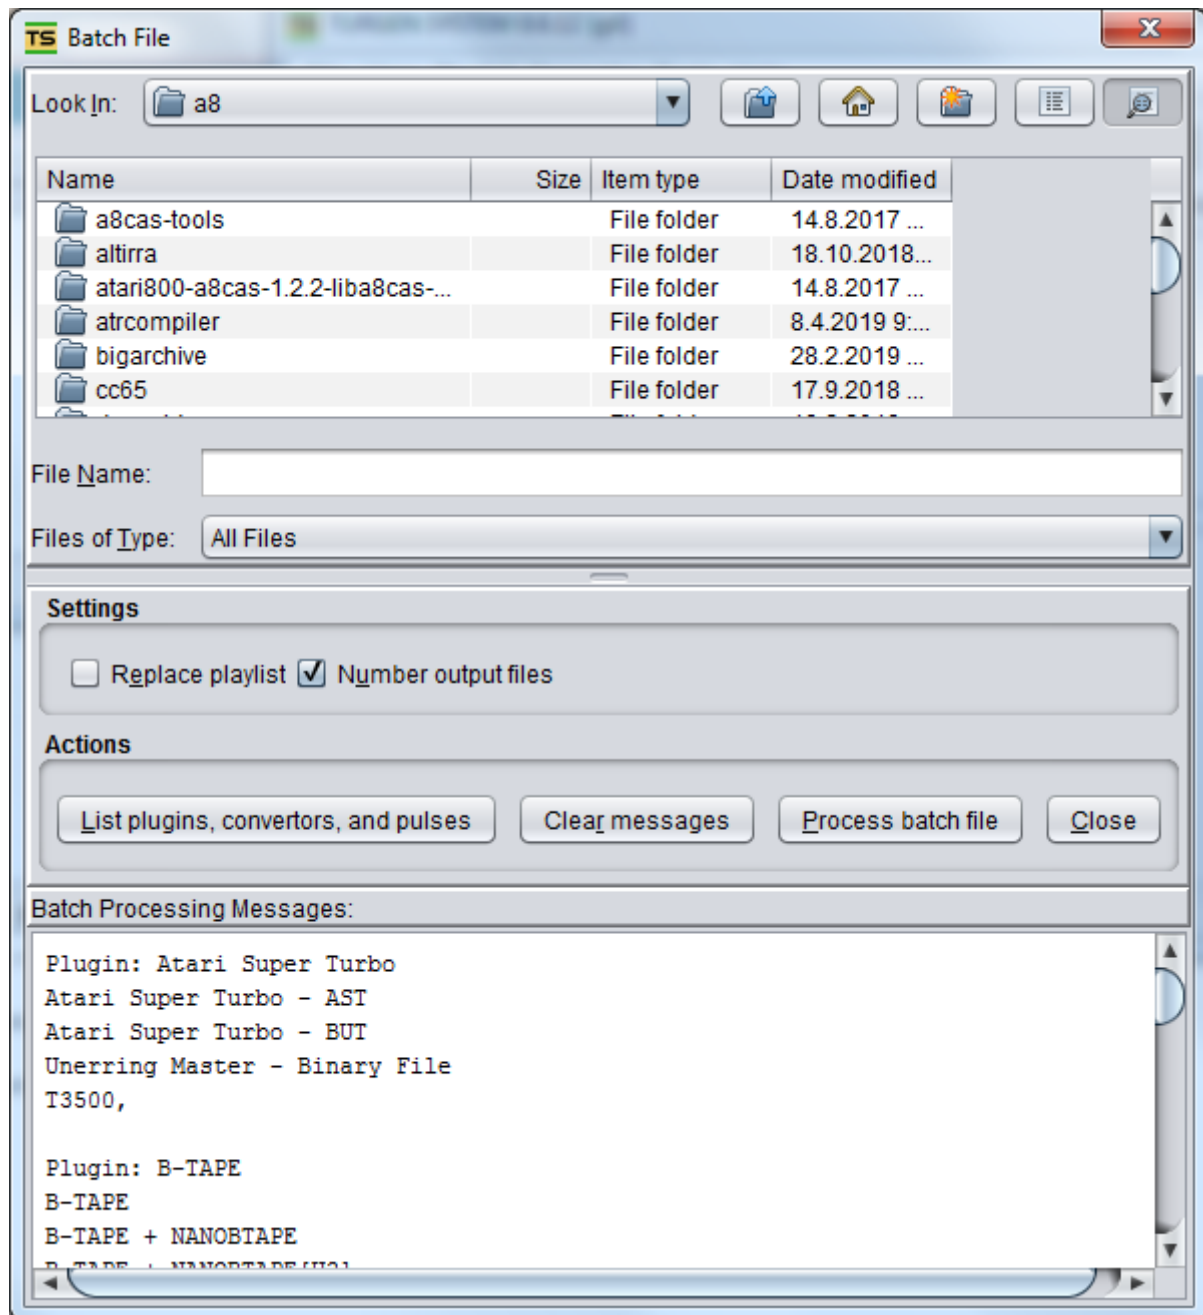 TS Batch File
Look In: a8
Name Size Item type Date modified
a8cas-tools File folder 14.8.2017 ...
altirra File folder 18.10.2018...
atari800-a8cas-1.2.2-liba8cas-... File folder 14.8.2017 ...
atrcompiler File folder 8.4.2019 9:...
bigarchive File folder 28.2.2019 ...
cc65 File folder 17.9.2018 ...
File Name:
Files of Type: All Files
Settings
Replace playlist Number output files
Actions
List plugins, convertors, and pulses Clear messages Process batch file Close
Batch Processing Messages:
Plugin: Atari Super Turbo
Atari Super Turbo - AST
Atari Super Turbo - BUT
Unerring Master - Binary File
T3500,
Plugin: B-TAPE
B-TAPE
B-TAPE + NANOBTAPE